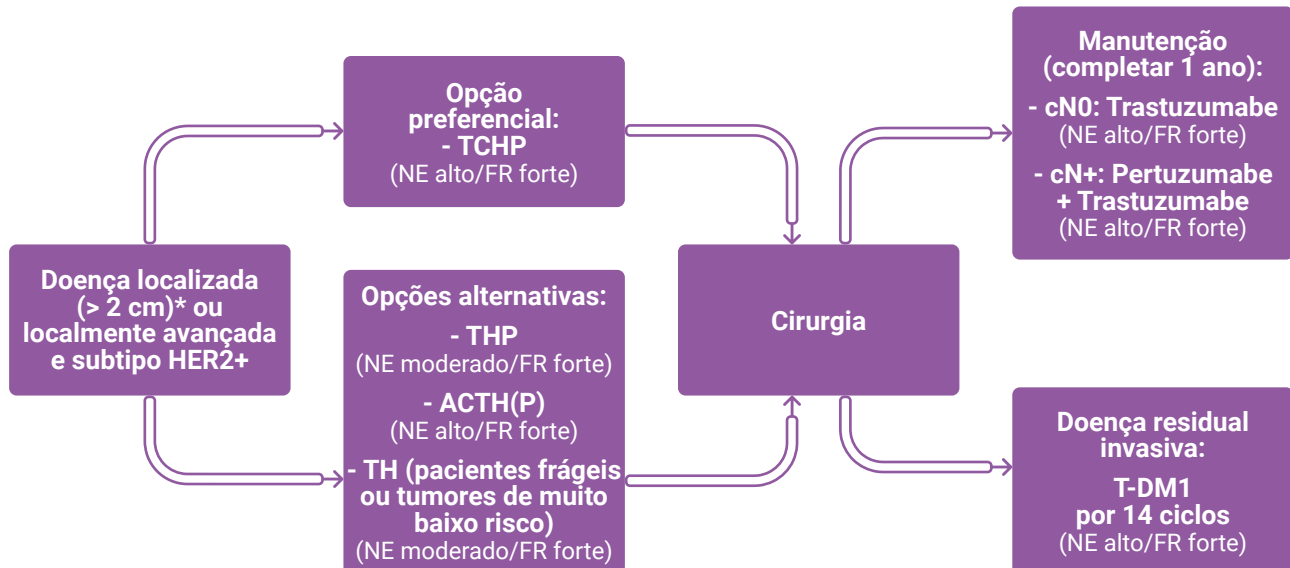 Doença localizada
(> 2 cm)* ou
localmente avançada
e subtipo HER2+
Opção
preferencial:
- TCHP
(NE alto/FR forte)
Opções alternativas:
- THP
(NE moderado/FR forte)
- ACTH(P)
(NE alto/FR forte)
- TH (pacientes frágeis
ou tumores de muito
baixo risco)
(NE moderado/FR forte)
Cirurgia
Manutenção
(completar 1 ano):
- cN0: Trastuzumabe
(NE alto/FR forte)
- cN+: Pertuzumabe
+ Trastuzumabe
(NE alto/FR forte)
Doença residual
invasiva:
T-DM1
por 14 ciclos
(NE alto/FR forte)